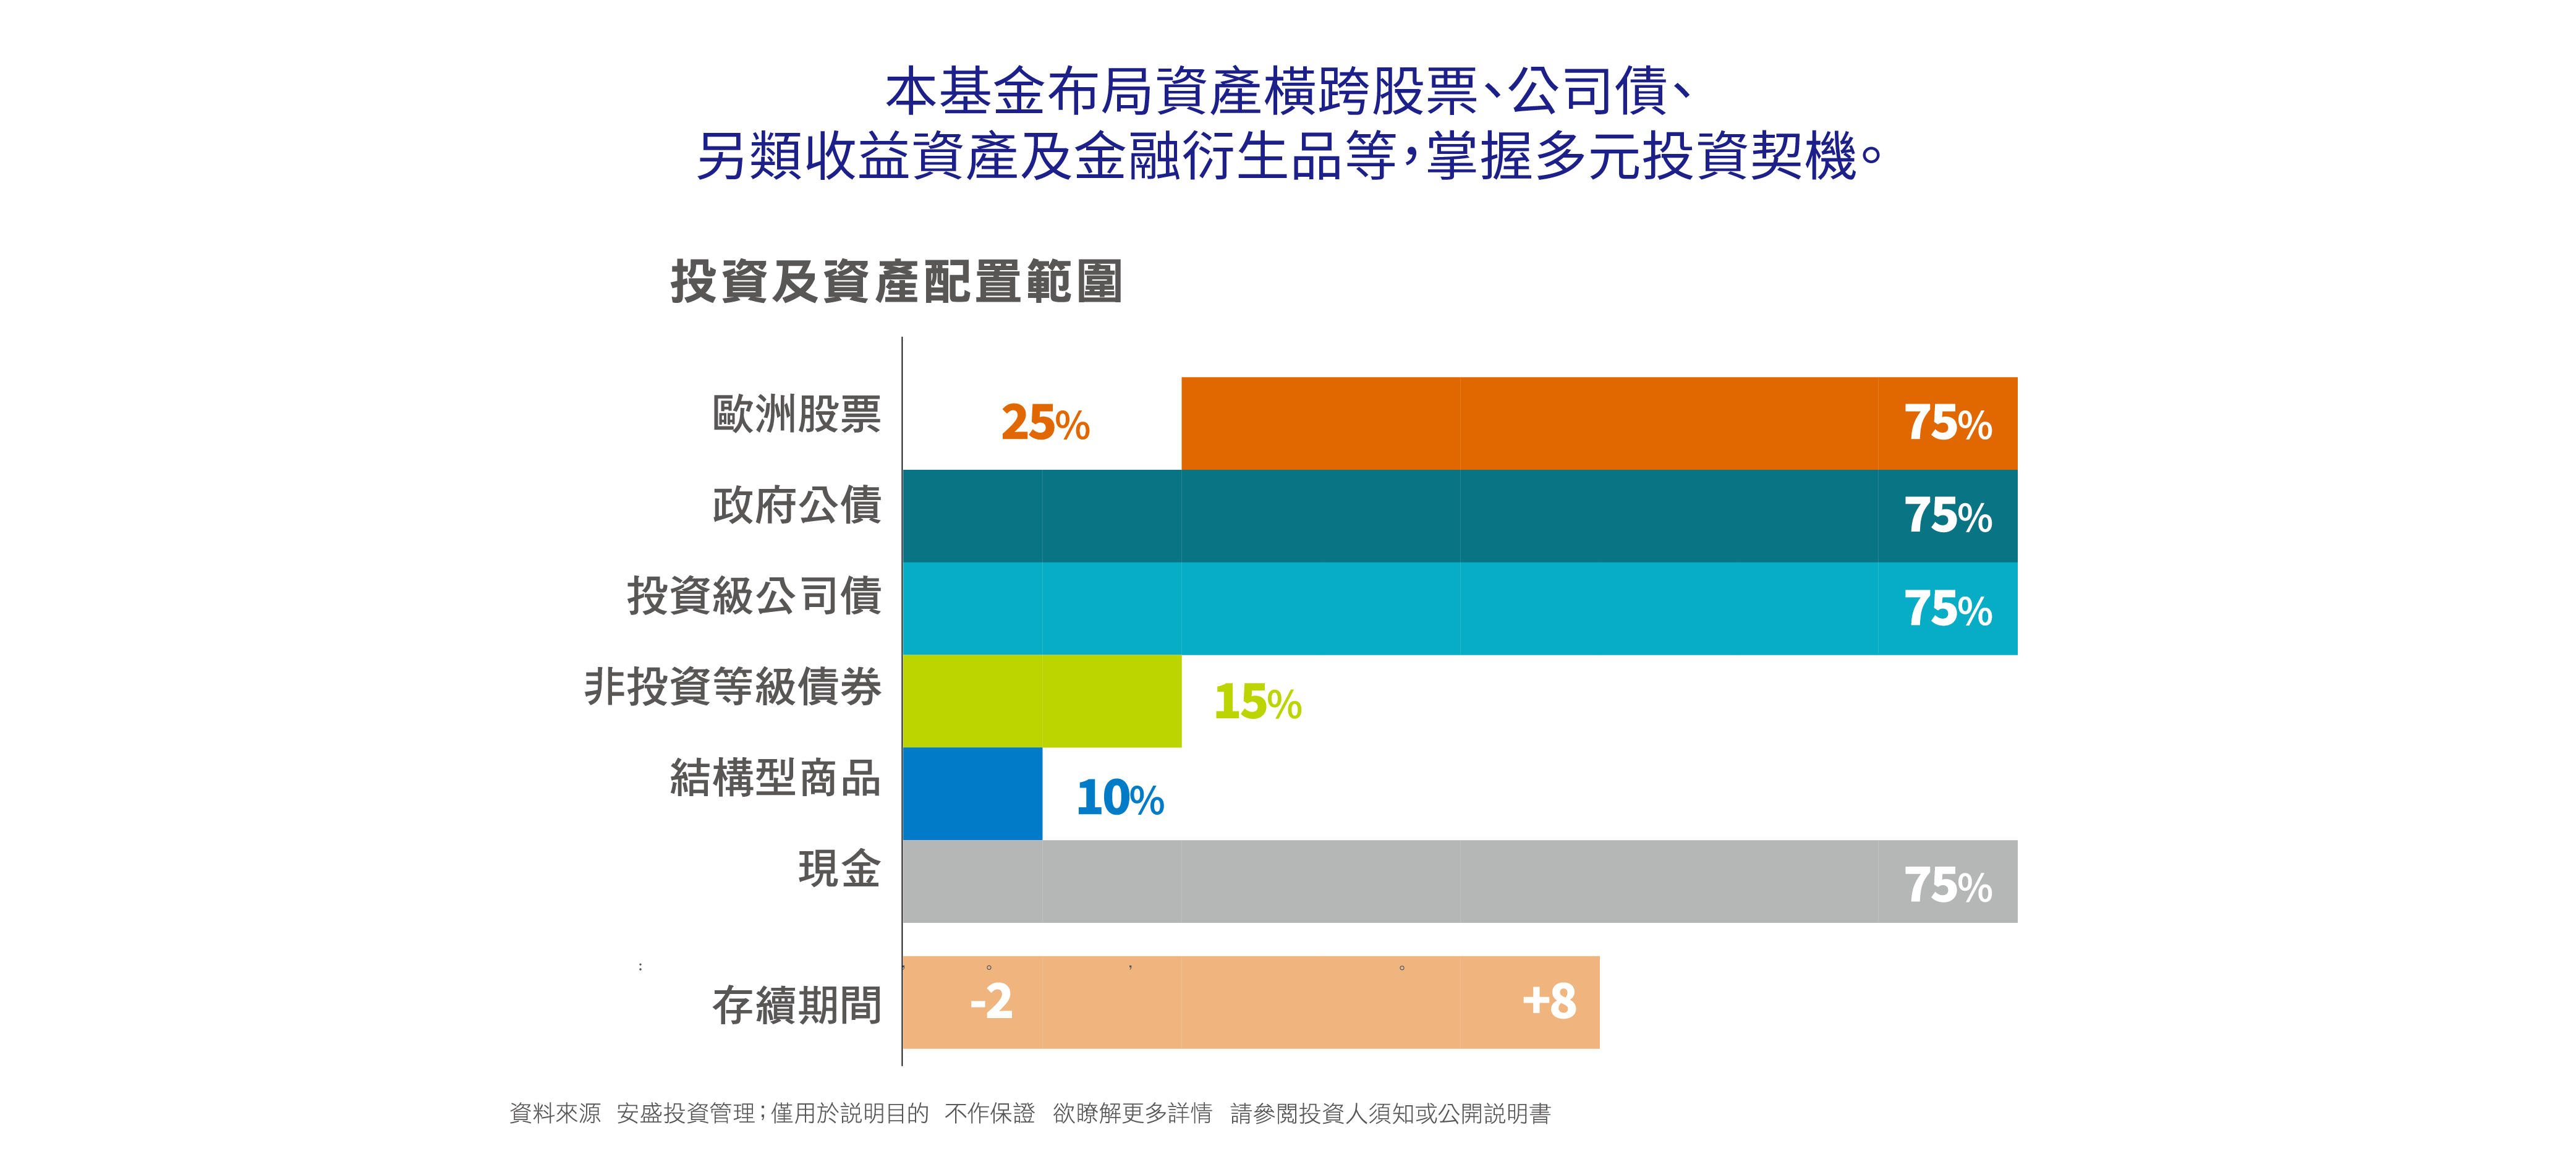 本基金布局資產橫跨股票、公司債、
另類收益資產及金融衍生品等，掌握多元投資契機。
投資及資產配置範圍
歐洲股票 25% 75%
政府公債 75%
投資級公司債 75%
非投資等級債券 15%
結構型商品 10%
現金 75%
： ， 。 ， 。
存續期間 -2 +8
資料來源 安盛投資管理；僅用於説明目的 不作保證 欲瞭解更多詳情 請參閲投資人須知或公開説明書